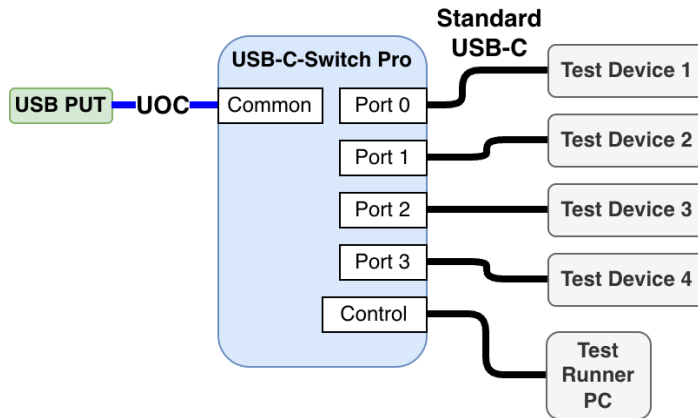 Standard
USB-C
USB-C-Switch Pro
USB PUT
UOC
Common
Port 0
Port 1
Port 2
Port 3
Control
Test Device 1
Test Device 2
Test Device 3
Test Device 4
Test
Runner
PC